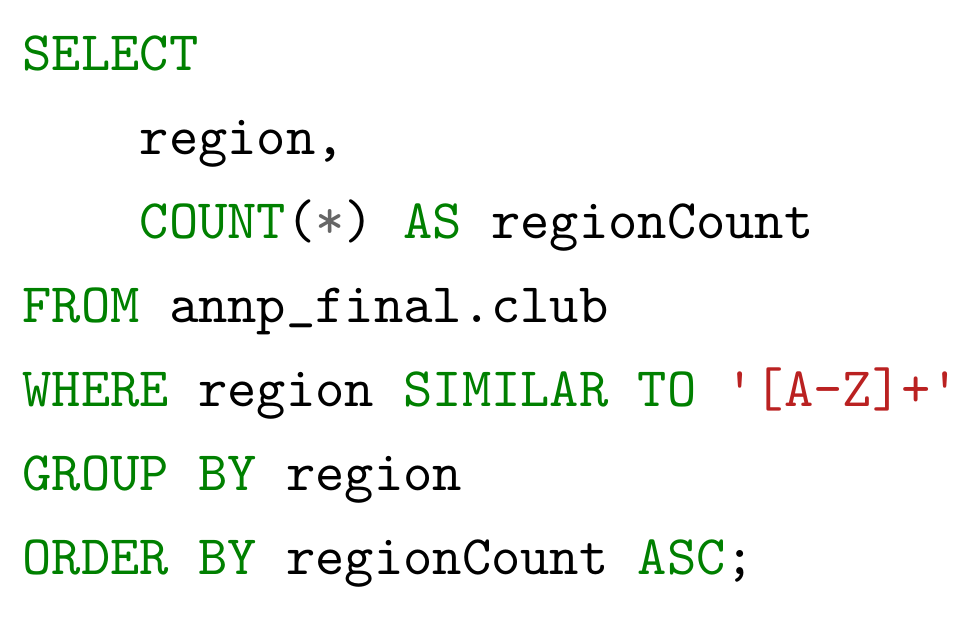 SELECT
    region,
    COUNT(*) AS regionCount
FROM annp_final.club
WHERE region SIMILAR TO '[A-Z]+'
GROUP BY region
ORDER BY regionCount ASC;